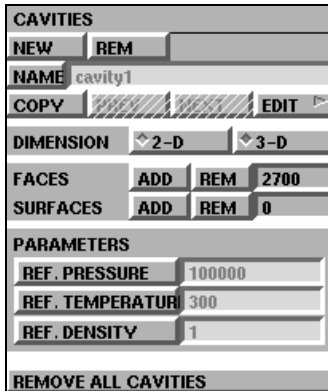 CAVITIES
NEW REM
NAME cavity1
COPY PREV NEXT EDIT
DIMENSION 2-D 3-D
FACES ADD REM 2700
SURFACES ADD REM 0
PARAMETERS
REF. PRESSURE 100000
REF. TEMPERATUR 300
REF. DENSITY 1
REMOVE ALL CAVITIES